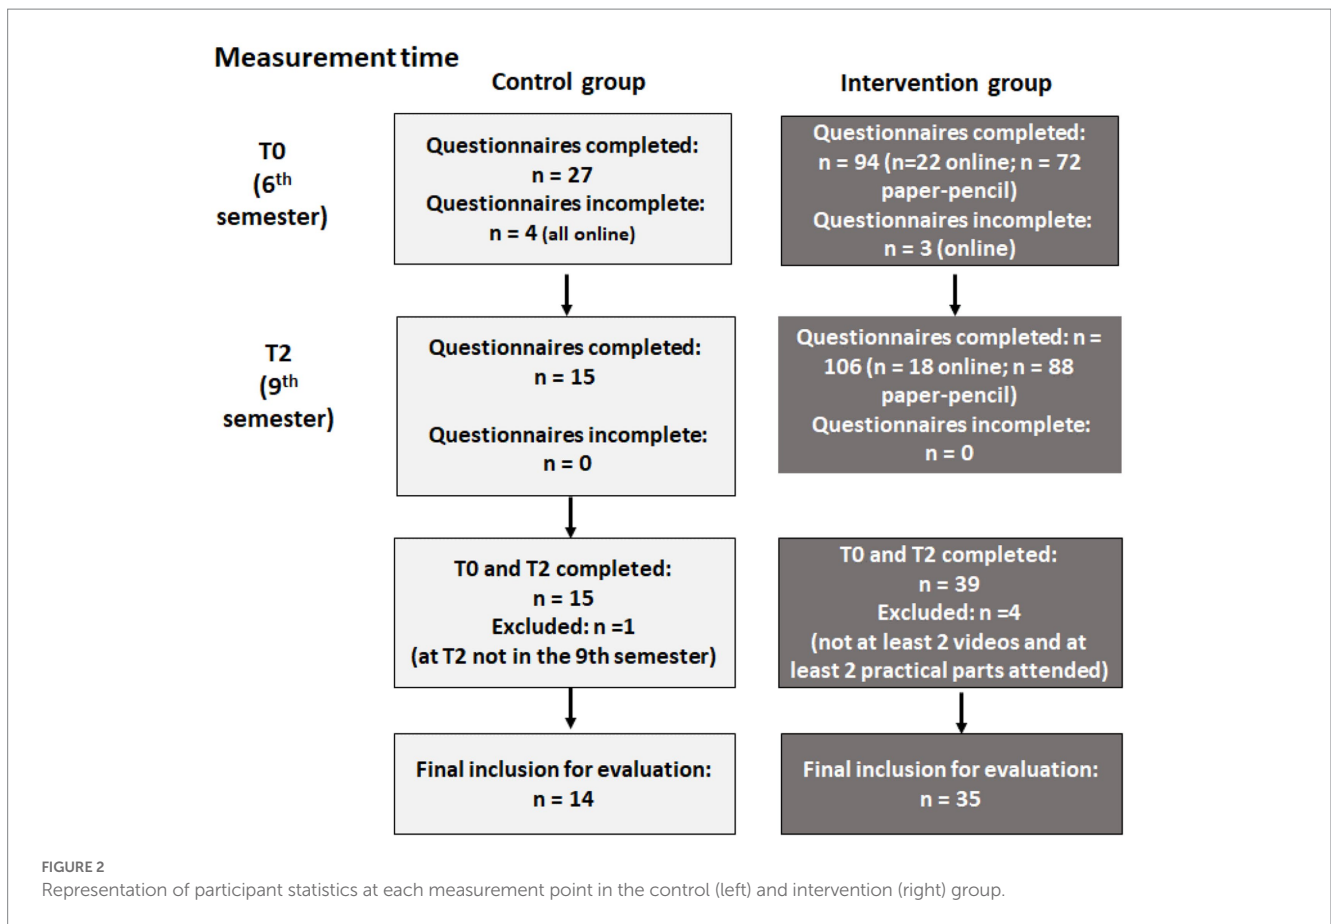 Measurement time
Control group
Intervention group
T0
(6th
semester)
Questionnaires completed:
n = 27
Questionnaires incomplete:
n = 4 (all online)
Questionnaires completed:
n = 94 (n=22 online; n = 72
paper-pencil)
Questionnaires incomplete:
n = 3 (online)
T2
(9th
semester)
Questionnaires completed:
n = 15
Questionnaires incomplete:
n = 0
Questionnaires completed: n =
106 (n = 18 online; n = 88
paper-pencil)
Questionnaires incomplete:
n = 0
T0 and T2 completed:
n = 15
Excluded: n =1
(at T2 not in the 9th semester)
T0 and T2 completed:
n = 39
Excluded: n =4
(not at least 2 videos and at
least 2 practical parts attended)
Final inclusion for evaluation:
n = 14
Final inclusion for evaluation:
n = 35
FIGURE 2
Representation of participant statistics at each measurement point in the control (left) and intervention (right) group.